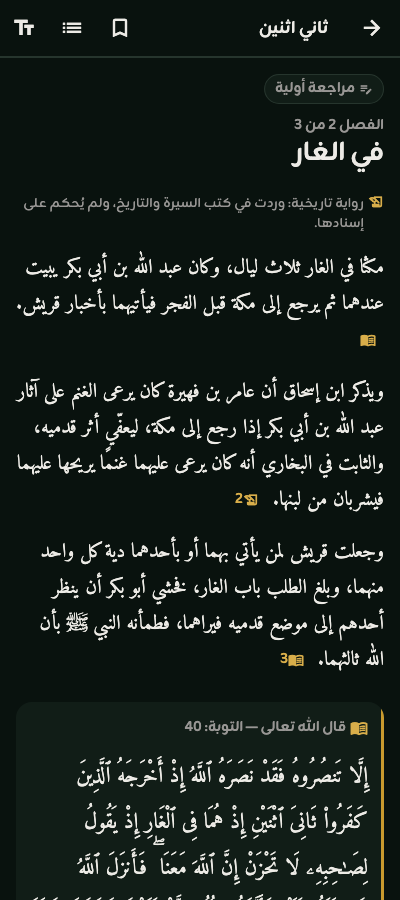 ثاني اثنين
مراجعة أولية
الفصل 2 من 3
في الغار
رواية تاريخية: وردت في كتب السيرة والتاريخ، ولم يُحكم على
إسنادها.
مكثا في الغار ثلاث ليال، وكان عبد الله بن أبي بكر يبيت
عندهما ثم يرجع إلى مكة قبل الفجر فيأتيهما بأخبار قريش.
ويذكر ابن إسحاق أن عامر بن فهيرة كان يرعى الغنم على آثار
عبد الله بن أبي بكر إذا رجع إلى مكة، ليعفّي أثر قدميه،
والثابت في البخاري أنه كان يرعى عليهما غنمًا يريحها عليهما
فيشربان من لبنها. 2
وجعلت قريش لمن يأتي بهما أو بأحدهما دية كل واحد
منهما، وبلغ الطلب باب الغار، فخشي أبو بكر أن ينظر
أحدهم إلى موضع قدميه فيراهما، فطمأنه النبي ﷺ بأن
الله ثالثهما. 3
قال الله تعالى — التوبة: 40
إِلَّا تَنصُرُوهُ فَقَدْ نَصَرَهُ ٱللَّهُ إِذْ أَخْرَجَهُ ٱلَّذِينَ
كَفَرُوا۟ ثَانِىَ ٱثْنَيْنِ إِذْ هُمَا فِى ٱلْغَارِ إِذْ يَقُولُ
لِصَـٰحِبِهِۦ لَا تَحْزَنْ إِنَّ ٱللَّهَ مَعَنَا ۖ فَأَنزَلَ ٱللَّهُ